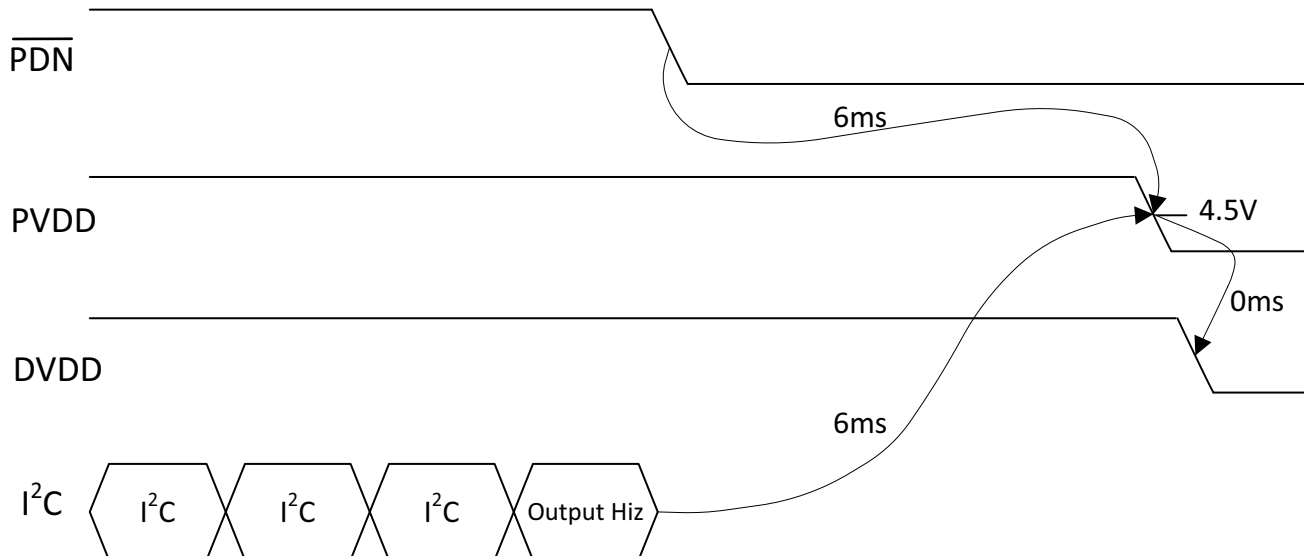 PDN
6ms
PVDD
4.5V
0ms
DVDD
6ms
I²C
I²C
I²C
I²C
Output Hiz